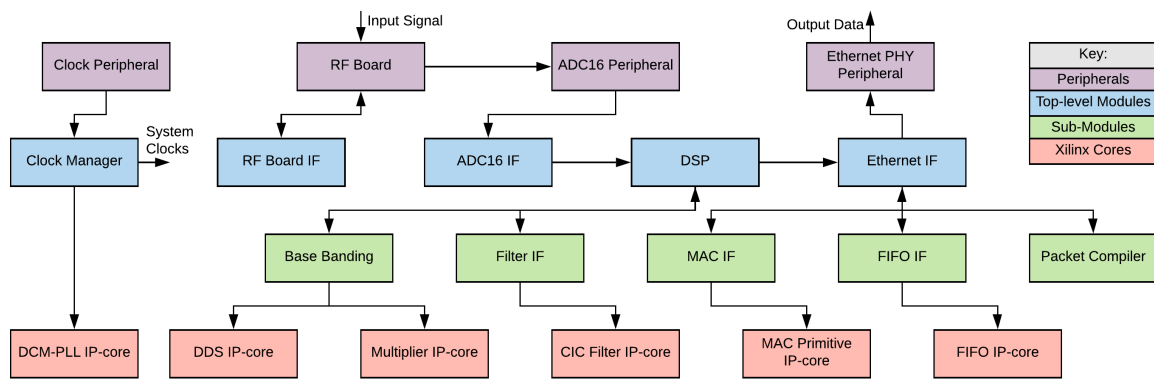 Input Signal
Output Data
Clock Peripheral
RF Board
ADC16 Peripheral
Ethernet PHY
Peripheral
Key:
Peripherals
Top-level Modules
Sub-Modules
Xilinx Cores
System
Clocks
Clock Manager
RF Board IF
ADC16 IF
DSP
Ethernet IF
Base Banding
Filter IF
MAC IF
FIFO IF
Packet Compiler
DCM-PLL IP-core
DDS IP-core
Multiplier IP-core
CIC Filter IP-core
MAC Primitive
IP-core
FIFO IP-core